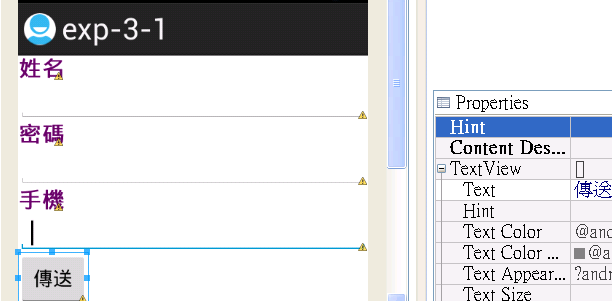 exp-3-1
姓名
密碼
手機
傳送
Properties
Hint
Content Des...
TextView []
Text 傳送
Hint
Text Color @and
Text Color ... @a
Text Appear... ?andr
Text Size